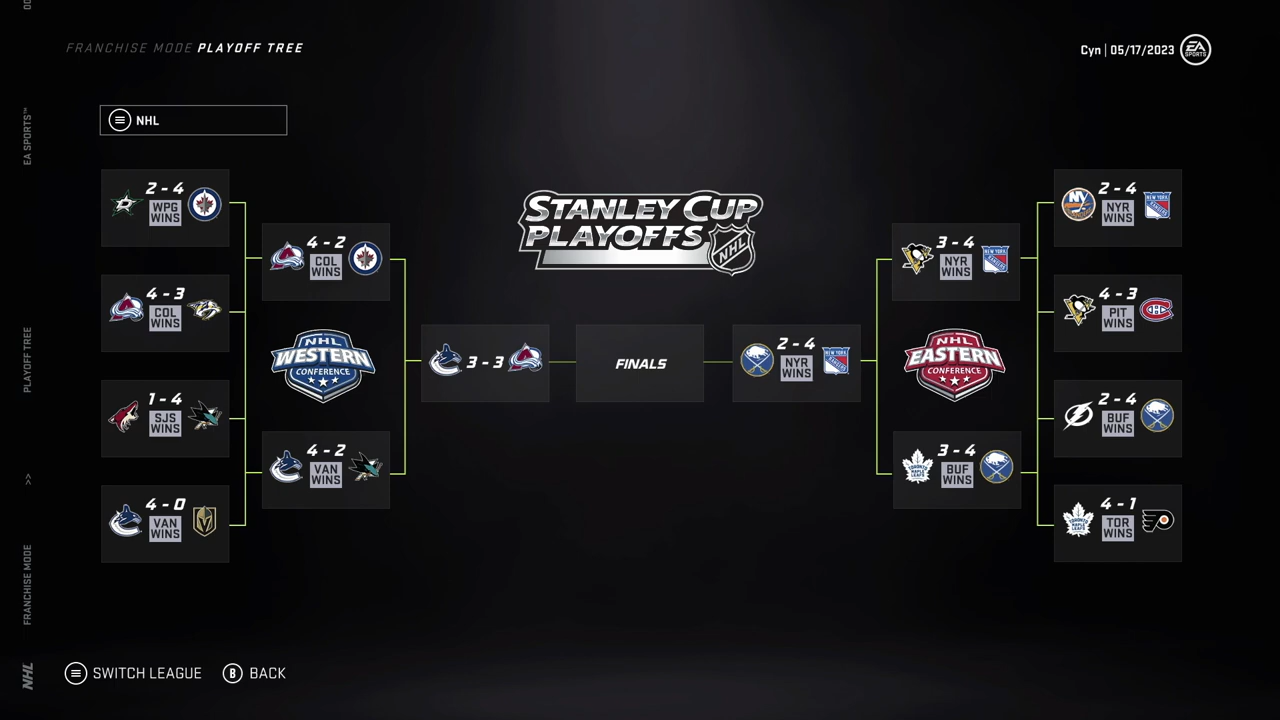 FRANCHISE MODE PLAYOFF TREE
Cyn | 05/17/2023
EA SPORTS
NHL
EA SPORTS™
PLAYOFF TREE
>>
FRANCHISE MODE
NHL
2 - 4
WPG
WINS
4 - 3
COL
WINS
1 - 4
SJS
WINS
4 - 0
VAN
WINS
4 - 2
COL
WINS
NHL
WESTERN
CONFERENCE
4 - 2
VAN
WINS
3 - 3
STANLEY CUP
PLAYOFFS
NHL
FINALS
2 - 4
NYR
WINS
3 - 4
NYR
WINS
NHL
EASTERN
CONFERENCE
3 - 4
BUF
WINS
2 - 4
NYR
WINS
4 - 3
PIT
WINS
2 - 4
BUF
WINS
4 - 1
TOR
WINS
SWITCH LEAGUE
B BACK